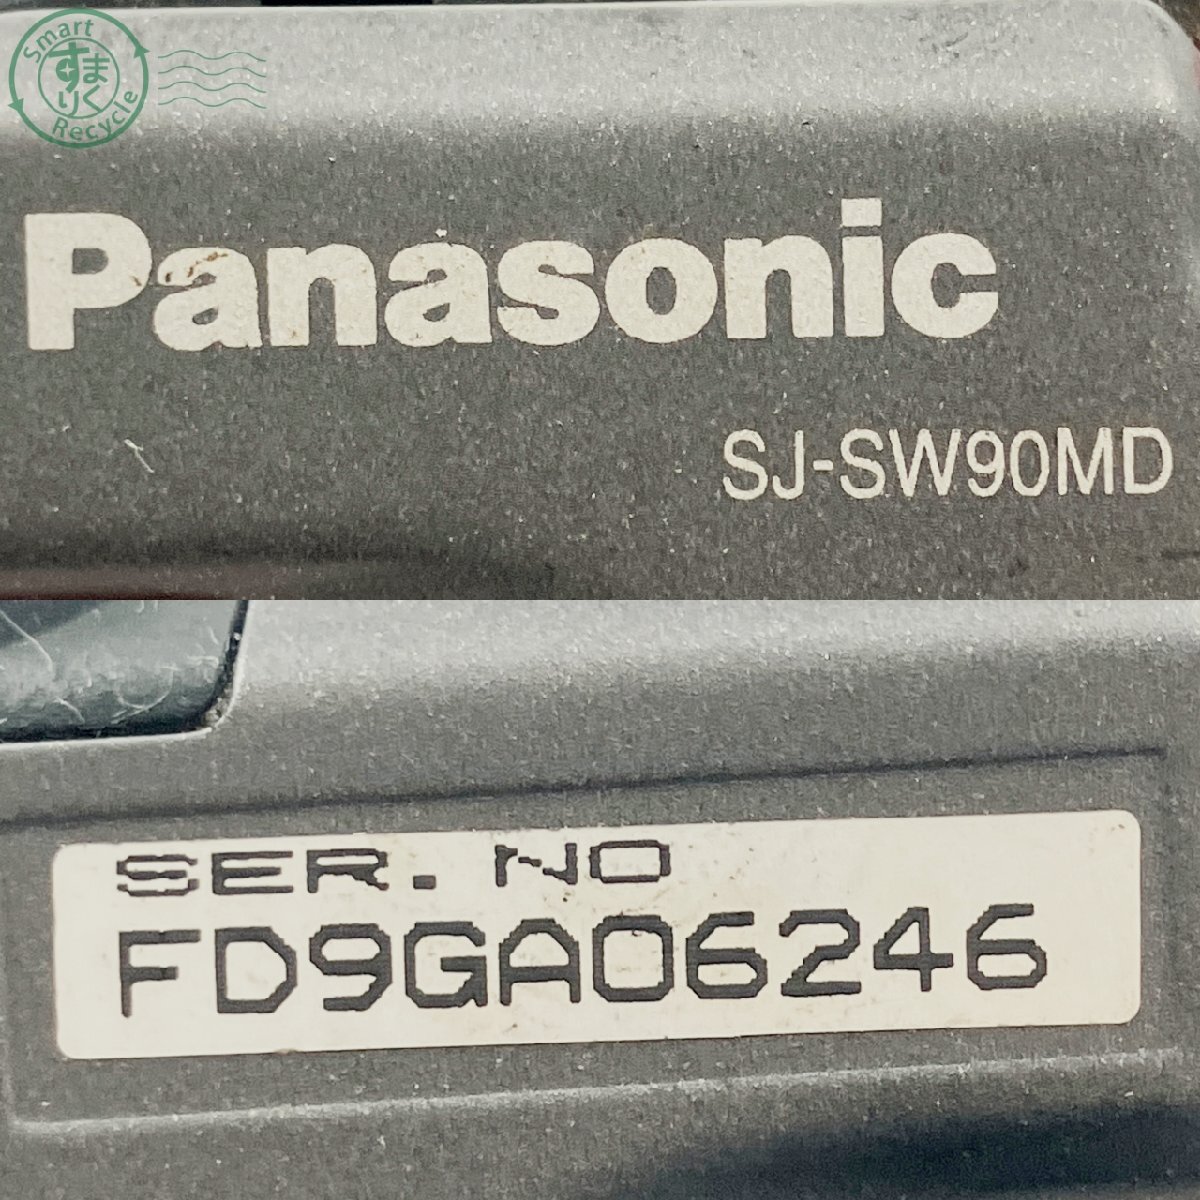 Smart
すまりく
Recycle
Panasonic
SJ-SW90MD
SER. NO
FD9GA06246